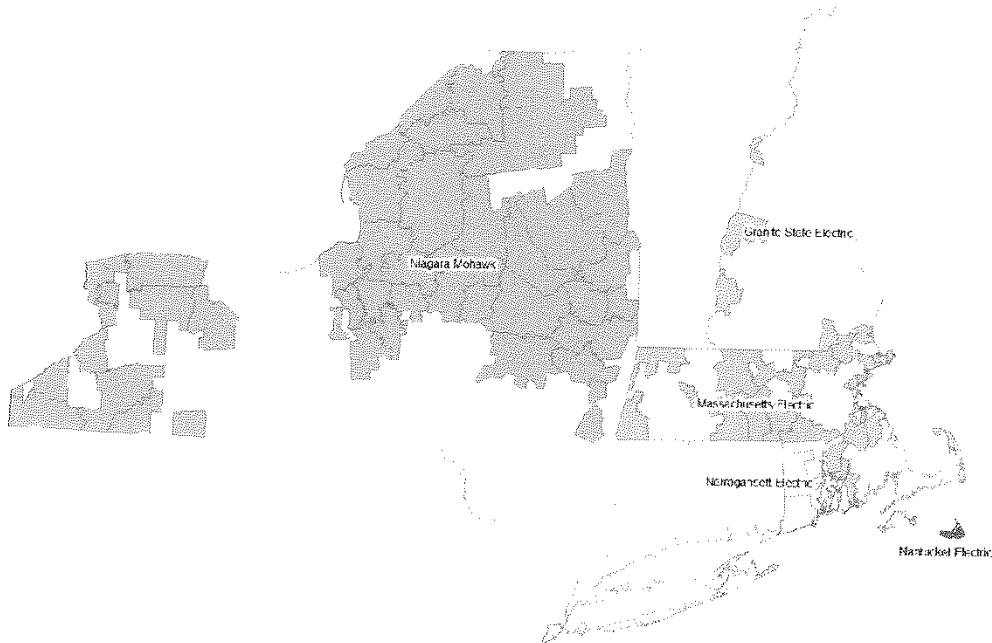 Granite State Electric
Niagara Mohawk
Massachusetts Electric
Narragansett Electric
Nantucket Electric